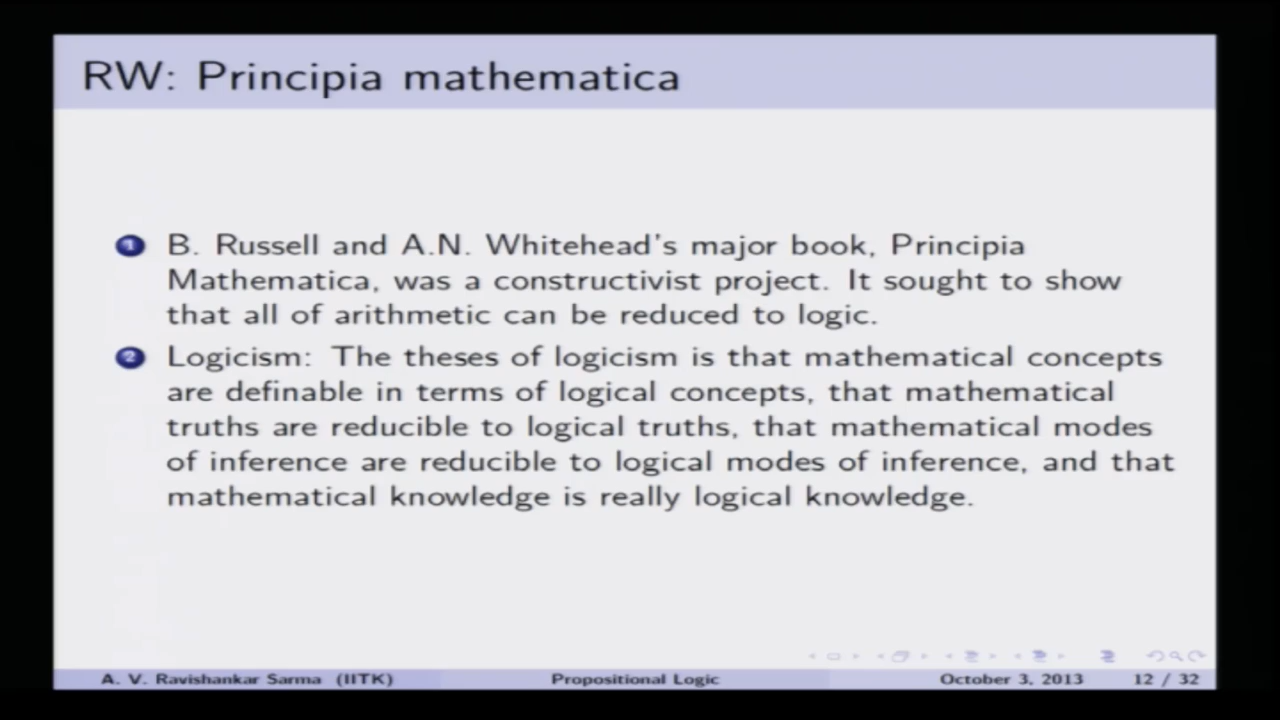 RW: Principia mathematica
1 B. Russell and A.N. Whitehead's major book, Principia
Mathematica, was a constructivist project. It sought to show
that all of arithmetic can be reduced to logic.
2 Logicism: The theses of logicism is that mathematical concepts
are definable in terms of logical concepts, that mathematical
truths are reducible to logical truths, that mathematical modes
of inference are reducible to logical modes of inference, and that
mathematical knowledge is really logical knowledge.
A. V. Ravishankar Sarma (IITK) Propositional Logic October 3, 2013 12 / 32